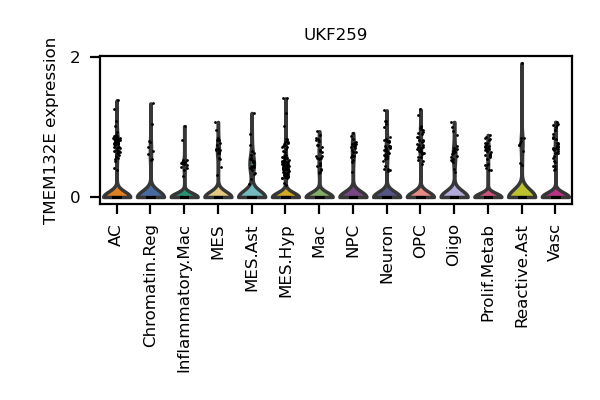 UKF259
TMEM132E expression
2
0
AC
Chromatin.Reg
Inflammatory.Mac
MES
MES.Ast
MES.Hyp
Mac
NPC
Neuron
OPC
Oligo
Prolif.Metab
Reactive.Ast
Vasc